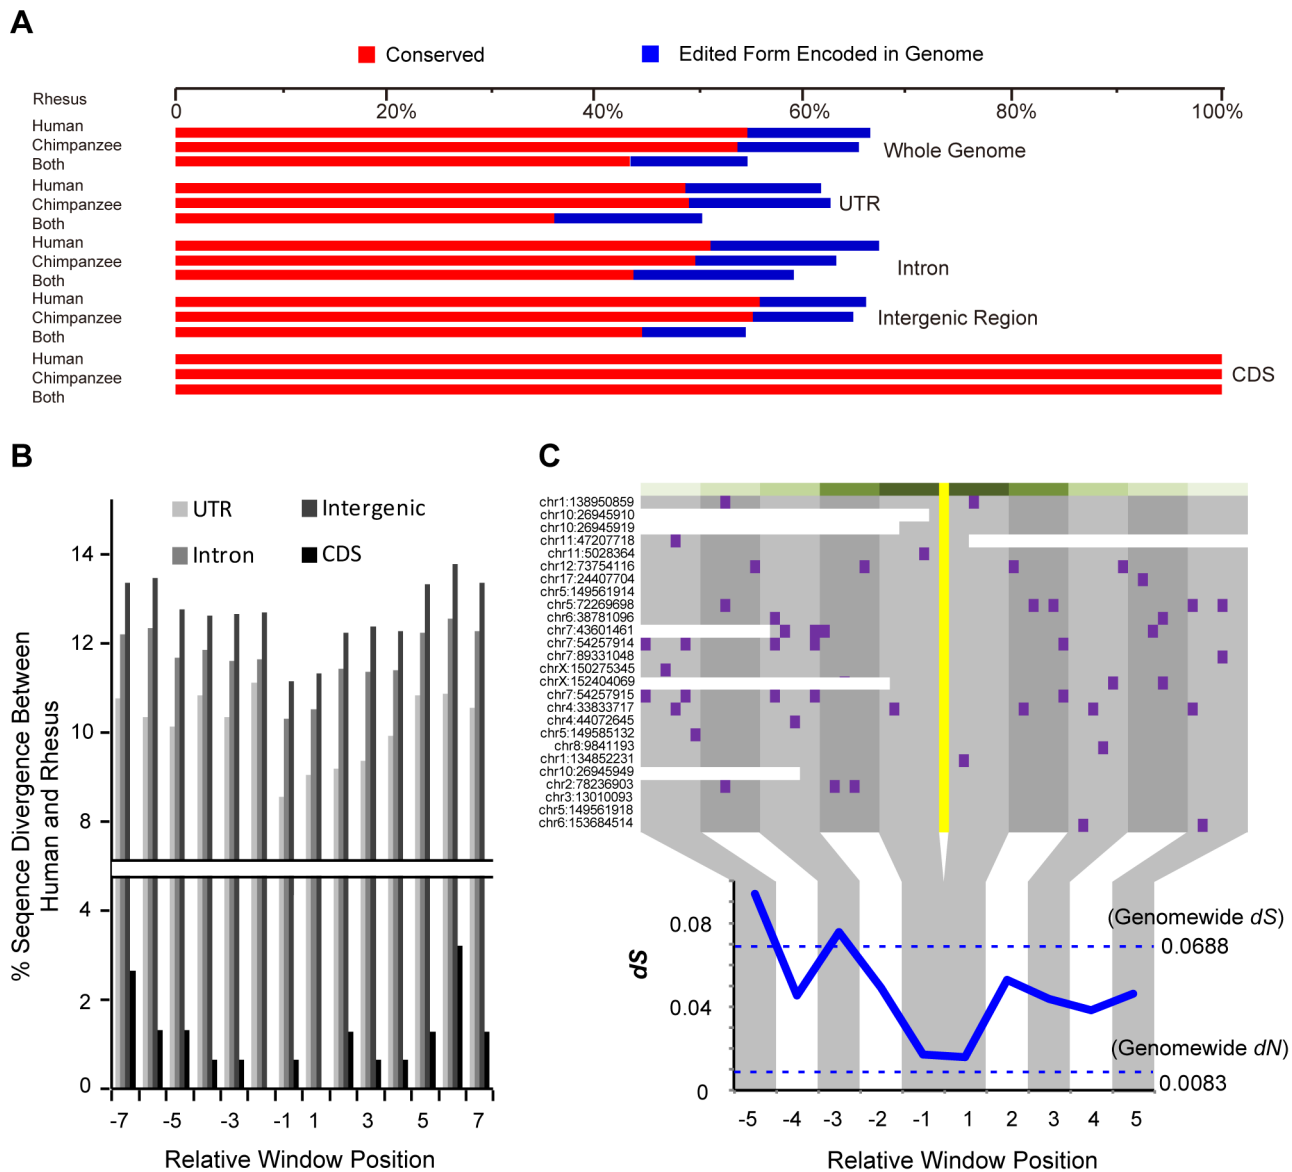 A
Conserved
Edited Form Encoded in Genome
Rhesus
0 20% 40% 60% 80% 100%
Human
Chimpanzee
Both
Whole Genome
Human
Chimpanzee
Both
UTR
Human
Chimpanzee
Both
Intron
Human
Chimpanzee
Both
Intergenic Region
Human
Chimpanzee
Both
CDS
B
UTR
Intergenic
Intron
CDS
% Seqence Divergence Between
Human and Rhesus
14
12
10
8
4
2
0
-7 -5 -3 -1 1 3 5 7
Relative Window Position
C
chr1:138950859
chr10:26945910
chr10:26945919
chr11:47207718
chr11:5028364
chr12:73754116
chr17:24407704
chr5:149561914
chr5:72269698
chr6:38781096
chr7:43601461
chr7:54257914
chr7:89331048
chrX:150275345
chrX:152404069
chr7:54257915
chr4:33833717
chr4:44072645
chr5:149585132
chr8:9841193
chr1:134852231
chr10:26945949
chr2:78236903
chr3:13010093
chr5:149561918
chr6:153684514
dS
0.08
0.04
0
(Genomewide dS)
0.0688
(Genomewide dN)
0.0083
-5 -4 -3 -2 -1 1 2 3 4 5
Relative Window Position